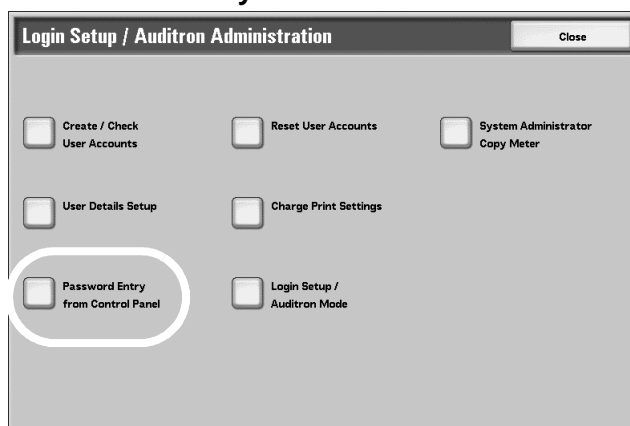 Login Setup / Auditron Administration
Close
Create / Check
User Accounts
Reset User Accounts
System Administrator
Copy Meter
User Details Setup
Charge Print Settings
Password Entry
from Control Panel
Login Setup /
Auditron Mode